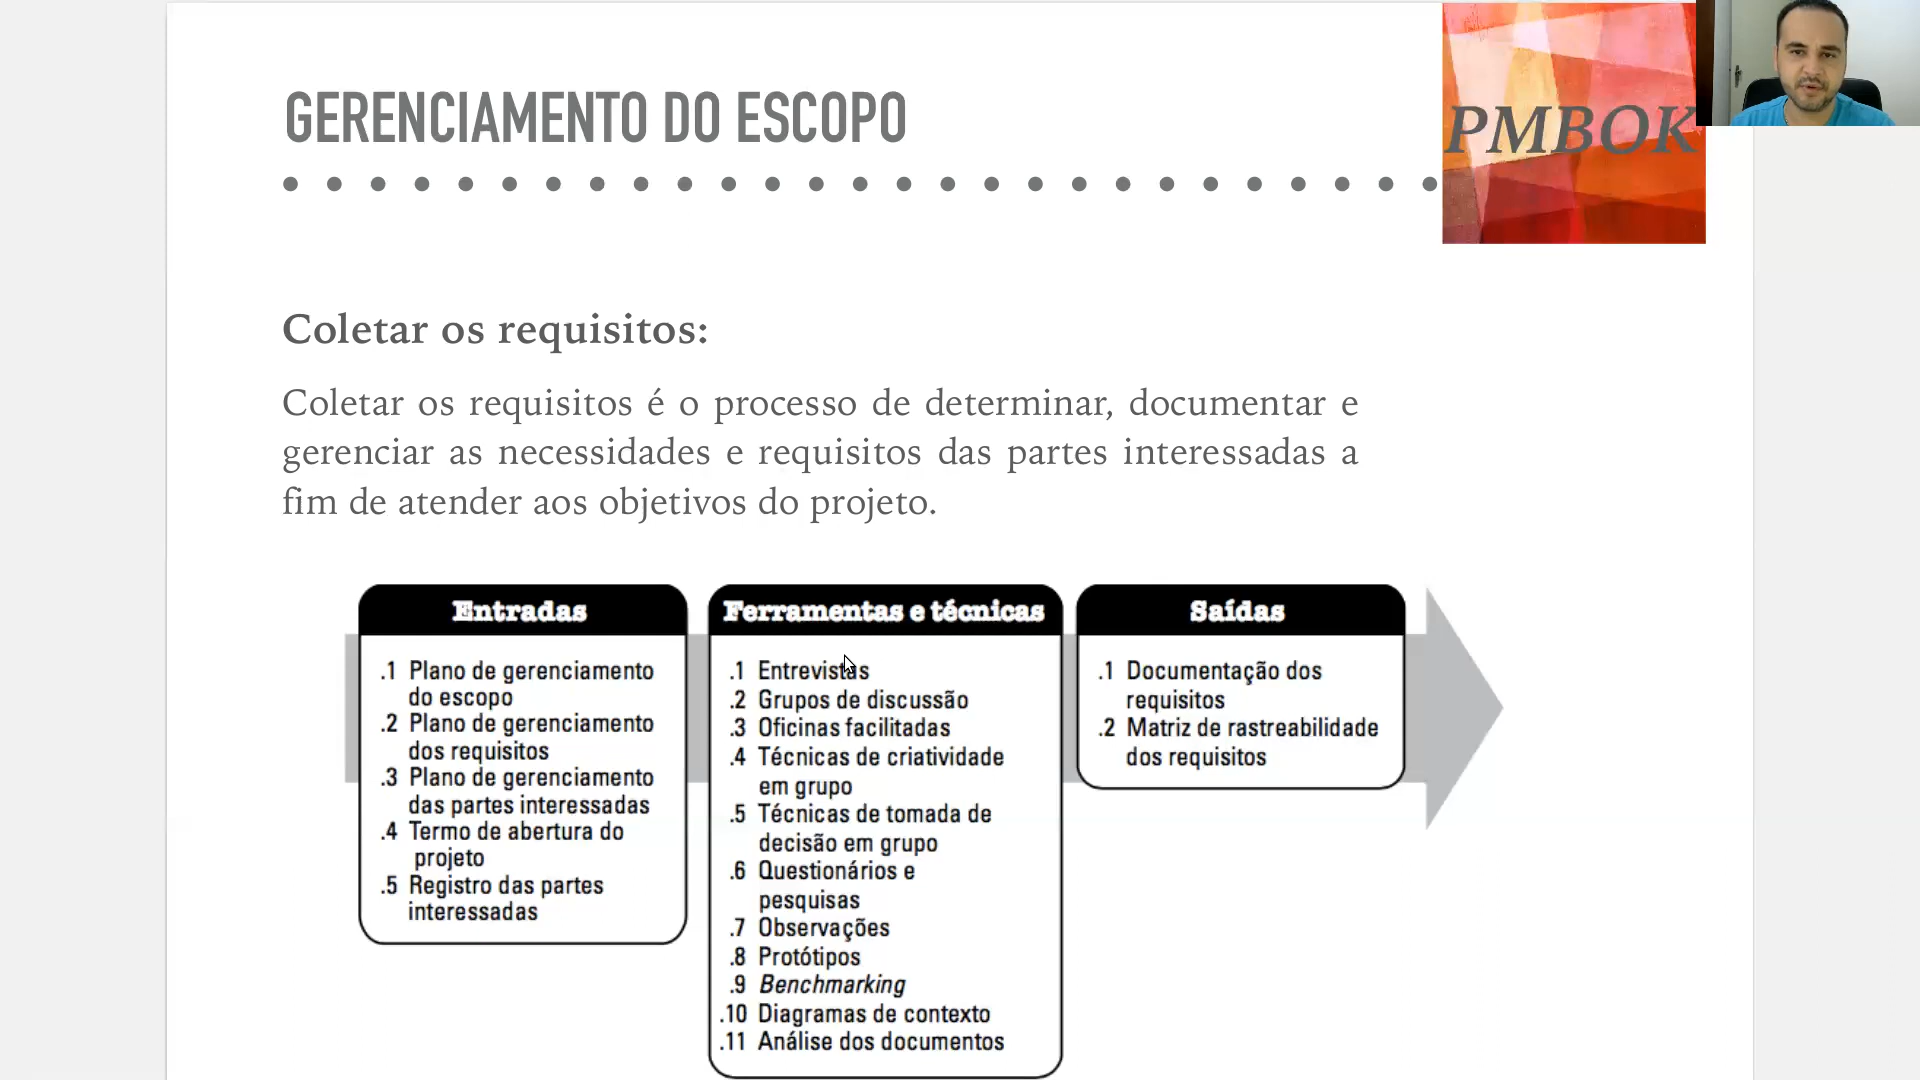 GERENCIAMENTO DO ESCOPO
PMBOK
Coletar os requisitos:
Coletar os requisitos é o processo de determinar, documentar e
gerenciar as necessidades e requisitos das partes interessadas a
fim de atender aos objetivos do projeto.
Entradas
.1 Plano de gerenciamento
do escopo
.2 Plano de gerenciamento
dos requisitos
.3 Plano de gerenciamento
das partes interessadas
.4 Termo de abertura do
projeto
.5 Registro das partes
interessadas
Ferramentas e técnicas
.1 Entrevistas
.2 Grupos de discussão
.3 Oficinas facilitadas
.4 Técnicas de criatividade
em grupo
.5 Técnicas de tomada de
decisão em grupo
.6 Questionários e
pesquisas
.7 Observações
.8 Protótipos
.9 Benchmarking
.10 Diagramas de contexto
.11 Análise dos documentos
Saídas
.1 Documentação dos
requisitos
.2 Matriz de rastreabilidade
dos requisitos